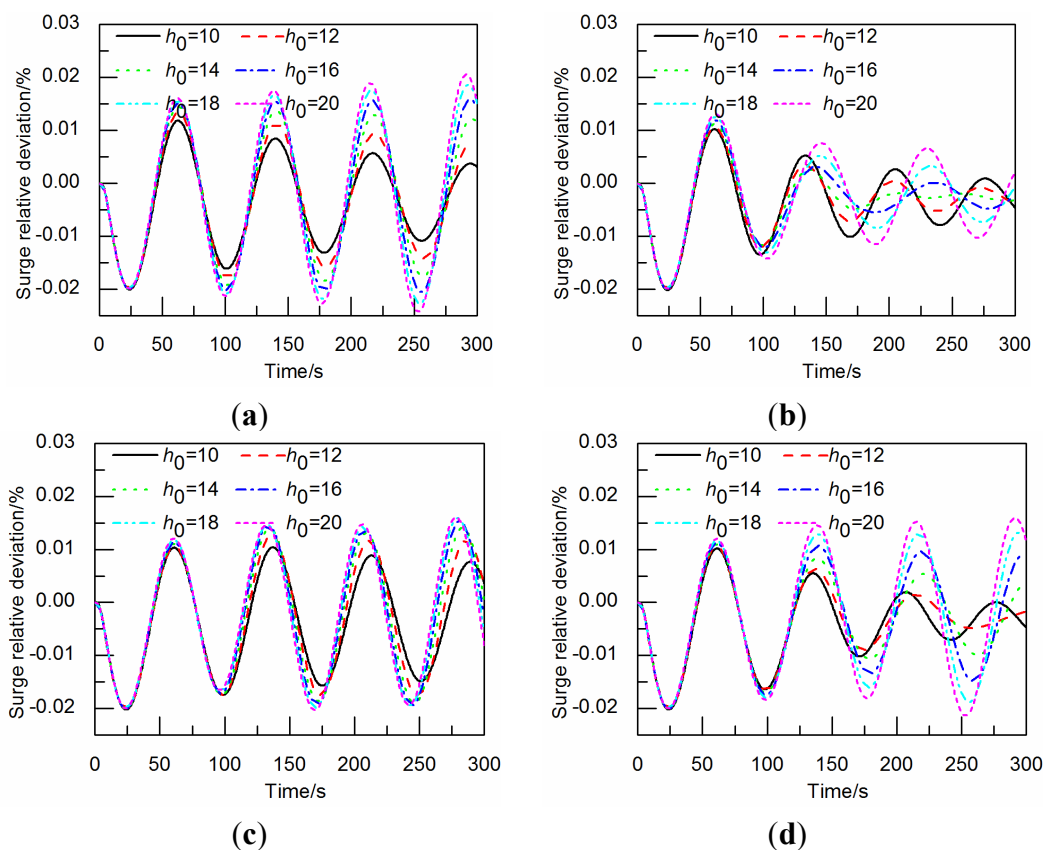 0.03
0.02
0.01
0.00
-0.01
-0.02
Surge relative deviation/%
h0=10 h0=12
h0=14 h0=16
h0=18 h0=20
0 50 100 150 200 250 300
Time/s
(a)
0.03
0.02
0.01
0.00
-0.01
-0.02
Surge relative deviation/%
h0=10 h0=12
h0=14 h0=16
h0=18 h0=20
0 50 100 150 200 250 300
Time/s
(b)
0.03
0.02
0.01
0.00
-0.01
-0.02
Surge relative deviation/%
h0=10 h0=12
h0=14 h0=16
h0=18 h0=20
0 50 100 150 200 250 300
Time/s
(c)
0.03
0.02
0.01
0.00
-0.01
-0.02
Surge relative deviation/%
h0=10 h0=12
h0=14 h0=16
h0=18 h0=20
0 50 100 150 200 250 300
Time/s
(d)